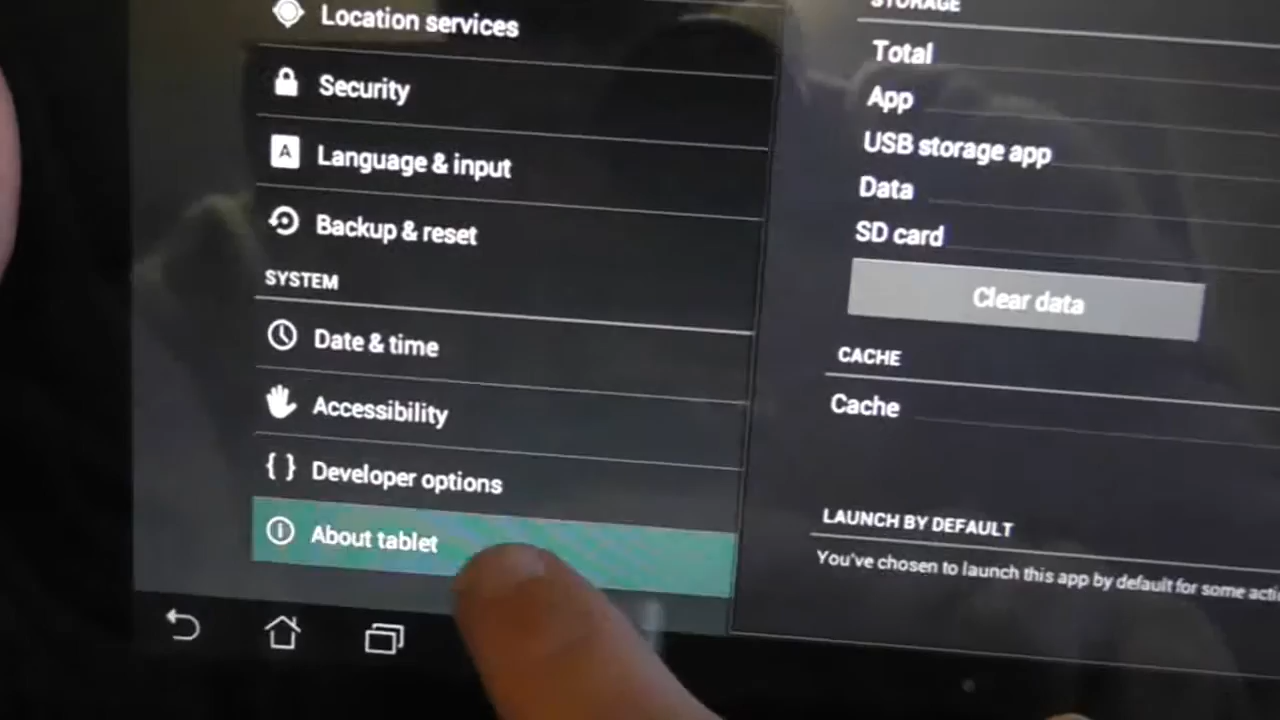 Location services
Security
Language & input
Backup & reset
SYSTEM
Date & time
Accessibility
Developer options
About tablet
STORAGE
Total
App
USB storage app
Data
SD card
Clear data
CACHE
Cache
LAUNCH BY DEFAULT
You've chosen to launch this app by default for some acti